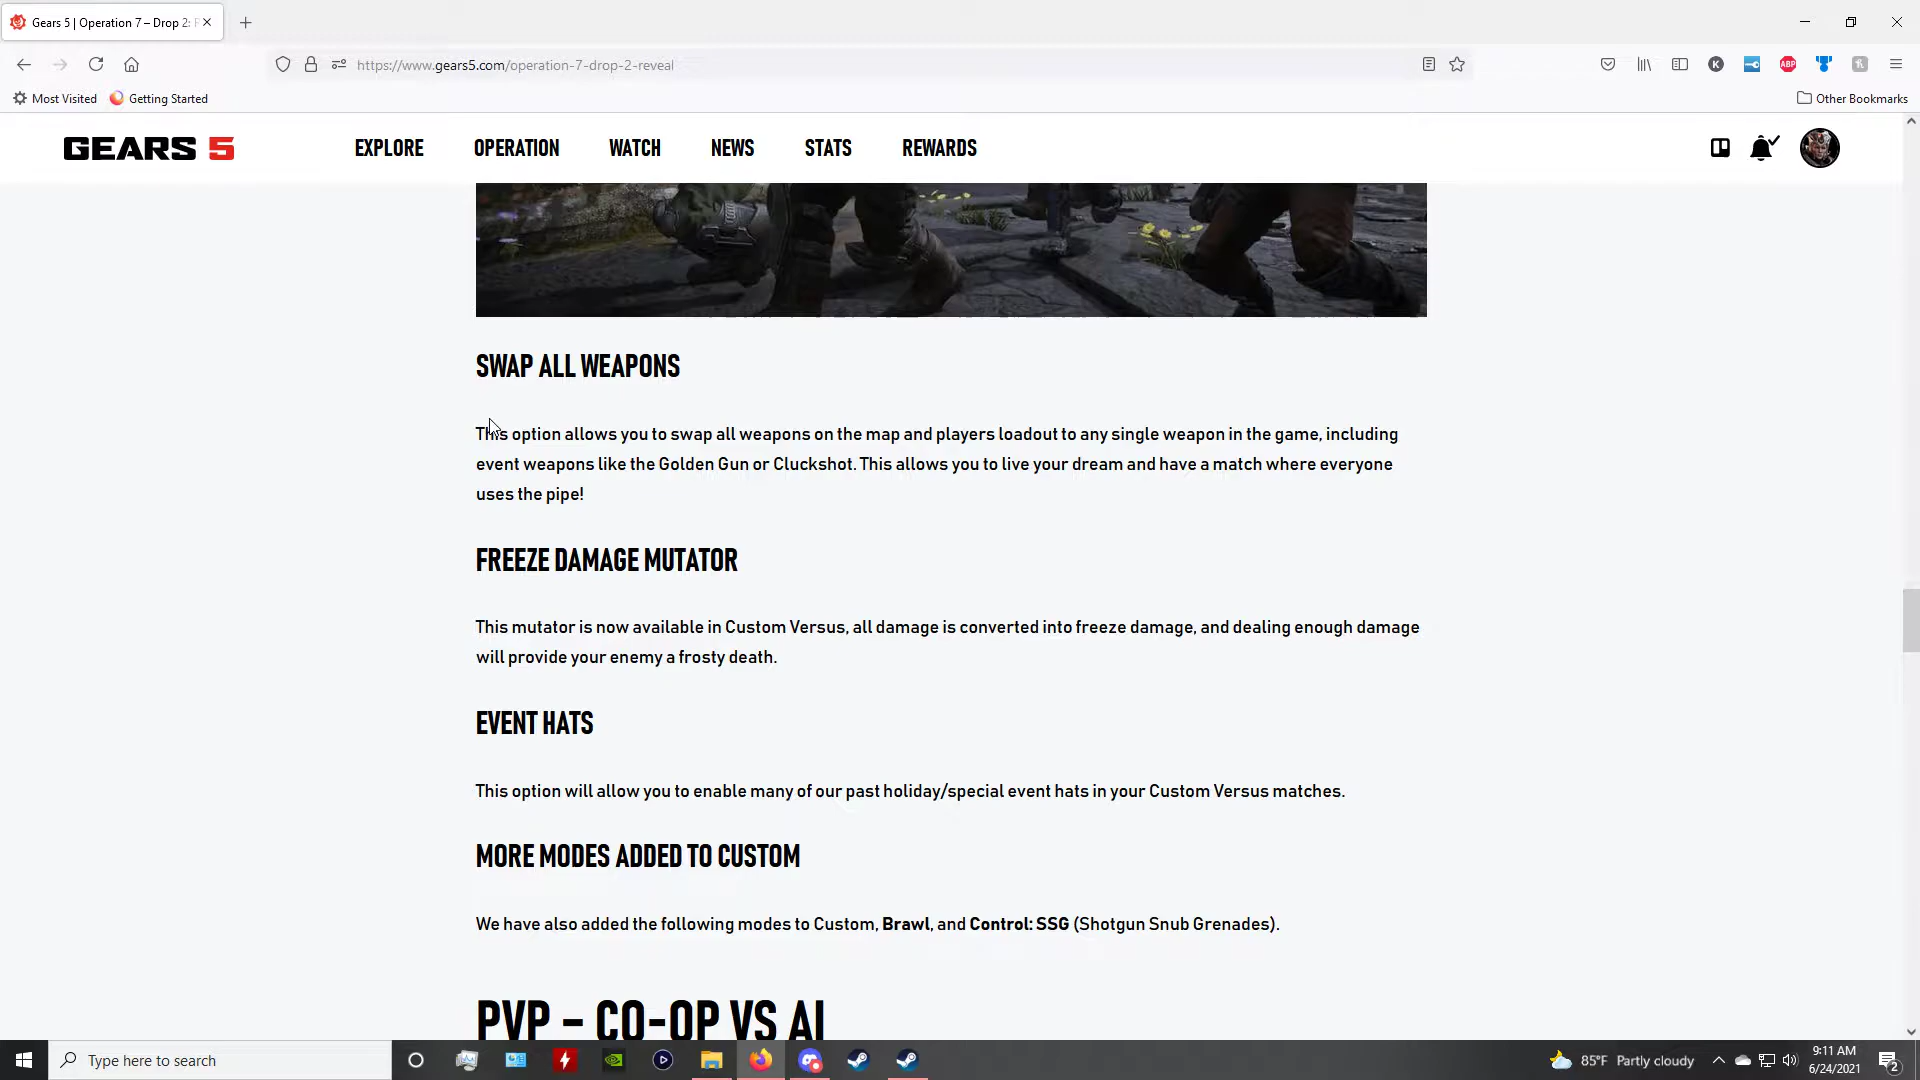 Gears 5 | Operation 7 – Drop 2:
https://www.gears5.com/operation-7-drop-2-reveal
K
ABP
Most Visited
Getting Started
Other Bookmarks
GEARS 5
EXPLORE
OPERATION
WATCH
NEWS
STATS
REWARDS
SWAP ALL WEAPONS
This option allows you to swap all weapons on the map and players loadout to any single weapon in the game, including
event weapons like the Golden Gun or Cluckshot. This allows you to live your dream and have a match where everyone
uses the pipe!
FREEZE DAMAGE MUTATOR
This mutator is now available in Custom Versus, all damage is converted into freeze damage, and dealing enough damage
will provide your enemy a frosty death.
EVENT HATS
This option will allow you to enable many of our past holiday/special event hats in your Custom Versus matches.
MORE MODES ADDED TO CUSTOM
We have also added the following modes to Custom, Brawl, and Control: SSG (Shotgun Snub Grenades).
PVP – CO-OP VS AI
Type here to search
85°F Partly cloudy
9:11 AM
6/24/2021
2